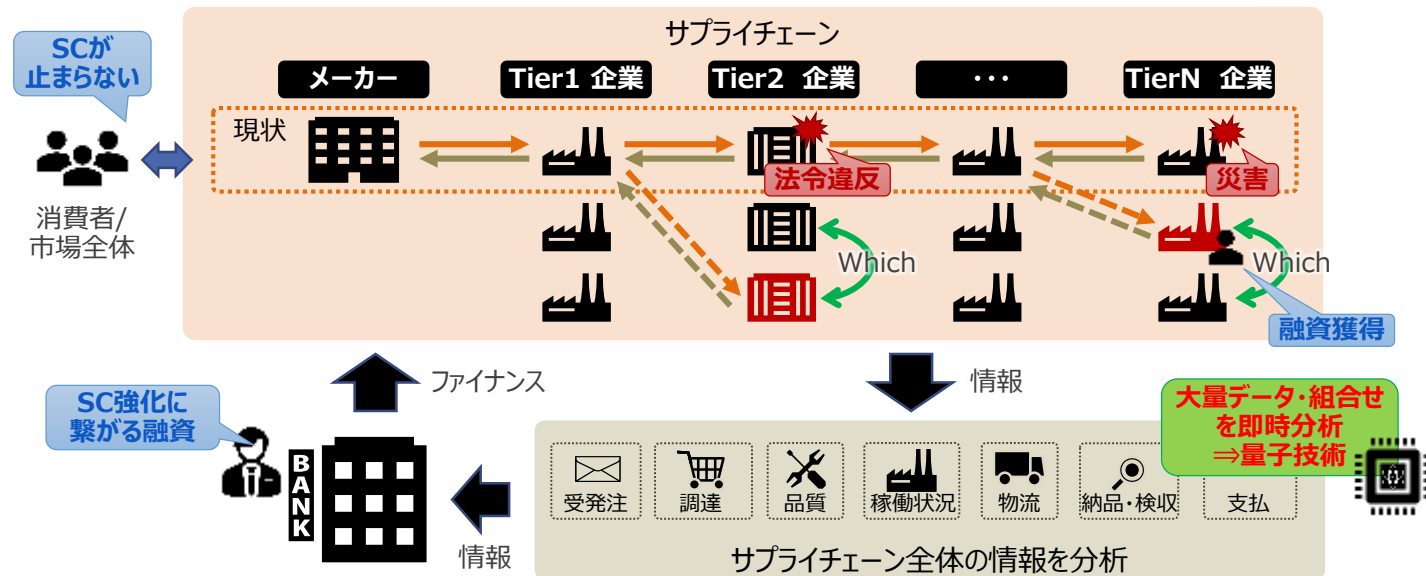 サプライチェーン
SCが
止まらない
メーカー
Tier1 企業
Tier2 企業
・・・
TierN 企業
現状
法令違反
災害
消費者/
市場全体
Which
Which
融資獲得
ファイナンス
情報
SC強化に
繋がる融資
大量データ・組合せ
を即時分析
⇒量子技術
BANK
受発注
調達
品質
稼働状況
物流
納品・検収
支払
情報
サプライチェーン全体の情報を分析